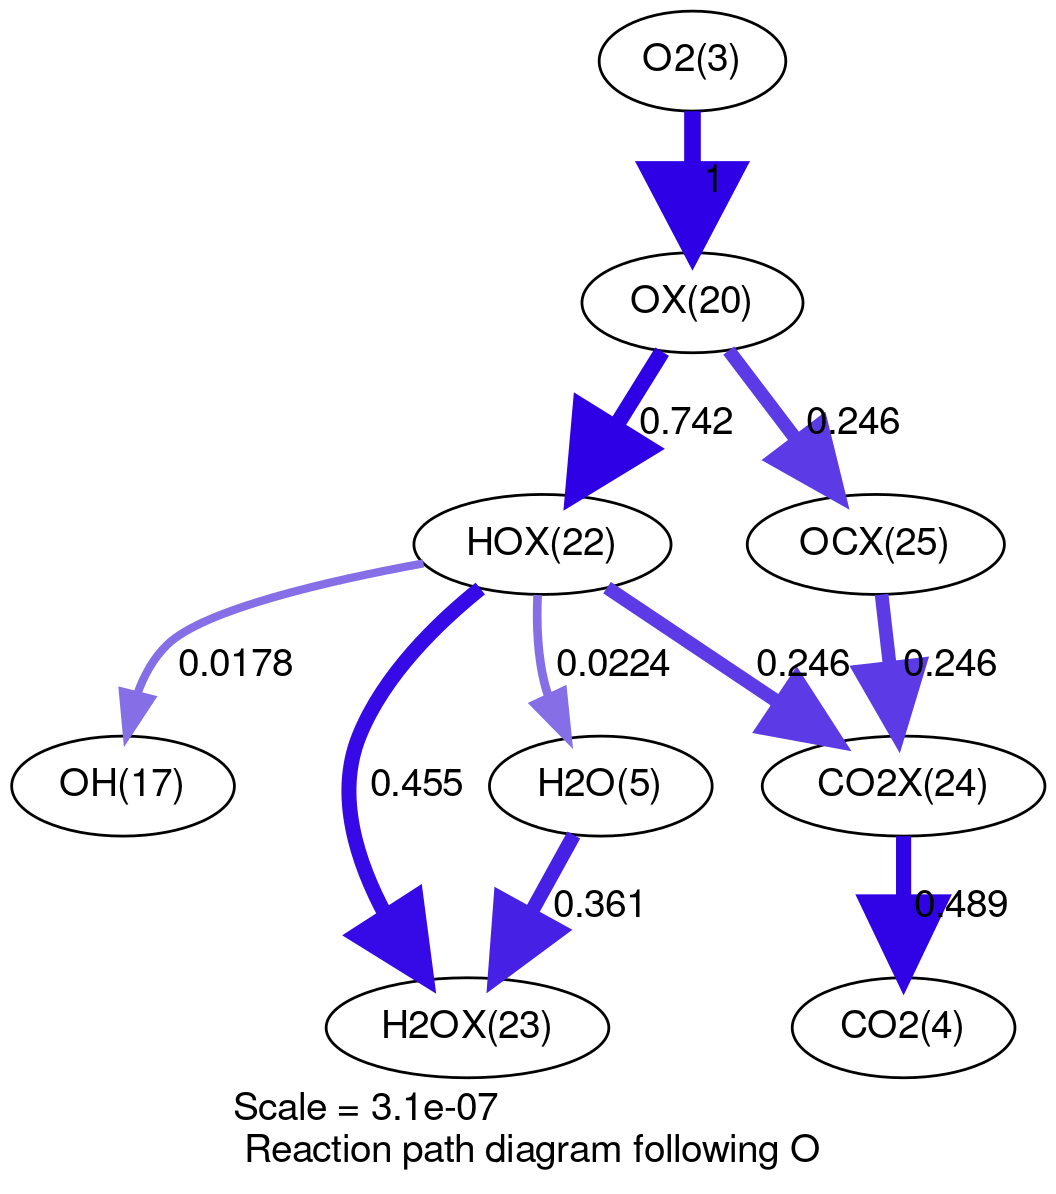 O2(3)
1
OX(20)
0.742
0.246
HOX(22)
OCX(25)
0.0178
0.0224
0.246
0.246
OH(17)
0.455
H2O(5)
CO2X(24)
0.361
0.489
H2OX(23)
CO2(4)
Scale = 3.1e-07
Reaction path diagram following O